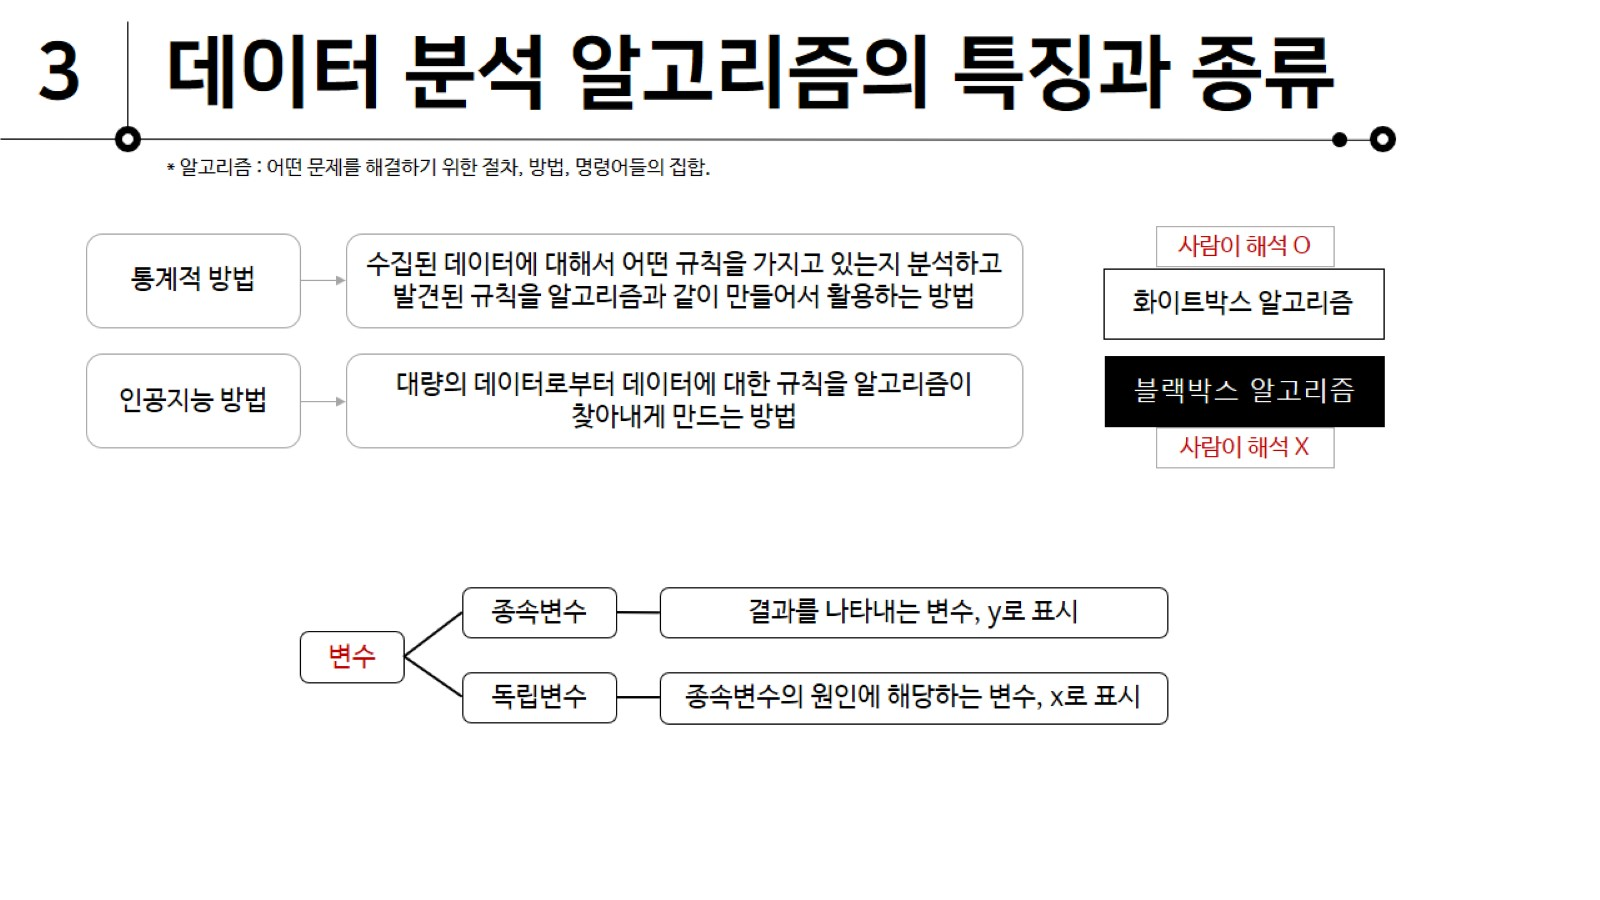 3
데이터 분석 알고리즘의 특징과 종류
* 알고리즘 : 어떤 문제를 해결하기 위한 절차, 방법, 명령어들의 집합.
통계적 방법
수집된 데이터에 대해서 어떤 규칙을 가지고 있는지 분석하고
발견된 규칙을 알고리즘과 같이 만들어서 활용하는 방법
인공지능 방법
대량의 데이터로부터 데이터에 대한 규칙을 알고리즘이
찾아내게 만드는 방법
사람이 해석 O
화이트박스 알고리즘
블랙박스 알고리즘
사람이 해석 X
변수
종속변수
결과를 나타내는 변수, y로 표시
독립변수
종속변수의 원인에 해당하는 변수, x로 표시